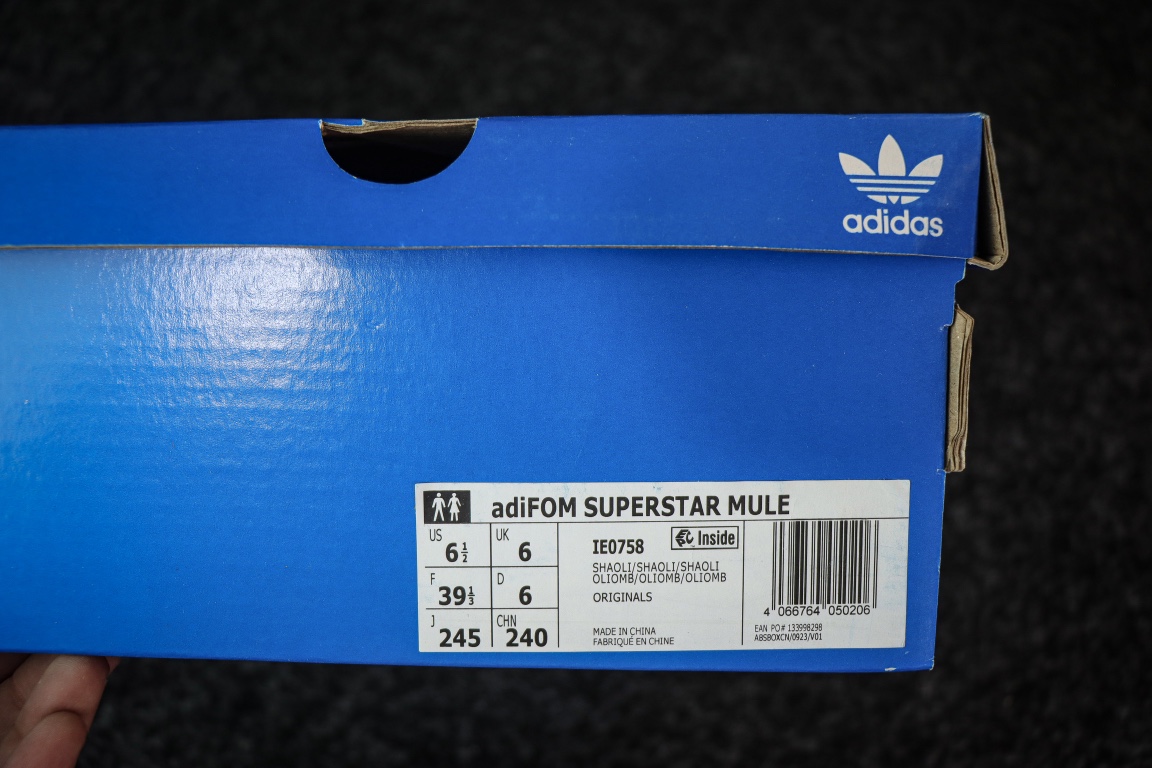 adidas
adiFOM SUPERSTAR MULE
US 6½ UK 6
F 39⅓ D 6
J 245 CHN 240
IE0758 Inside
SHAOLI/SHAOLI/SHAOLI
OLIOMB/OLIOMB/OLIOMB
ORIGINALS
MADE IN CHINA
FABRIQUÉ EN CHINE
4 066764 050206
EAN PO# 133998298
ABSBOXCN/0923/V01